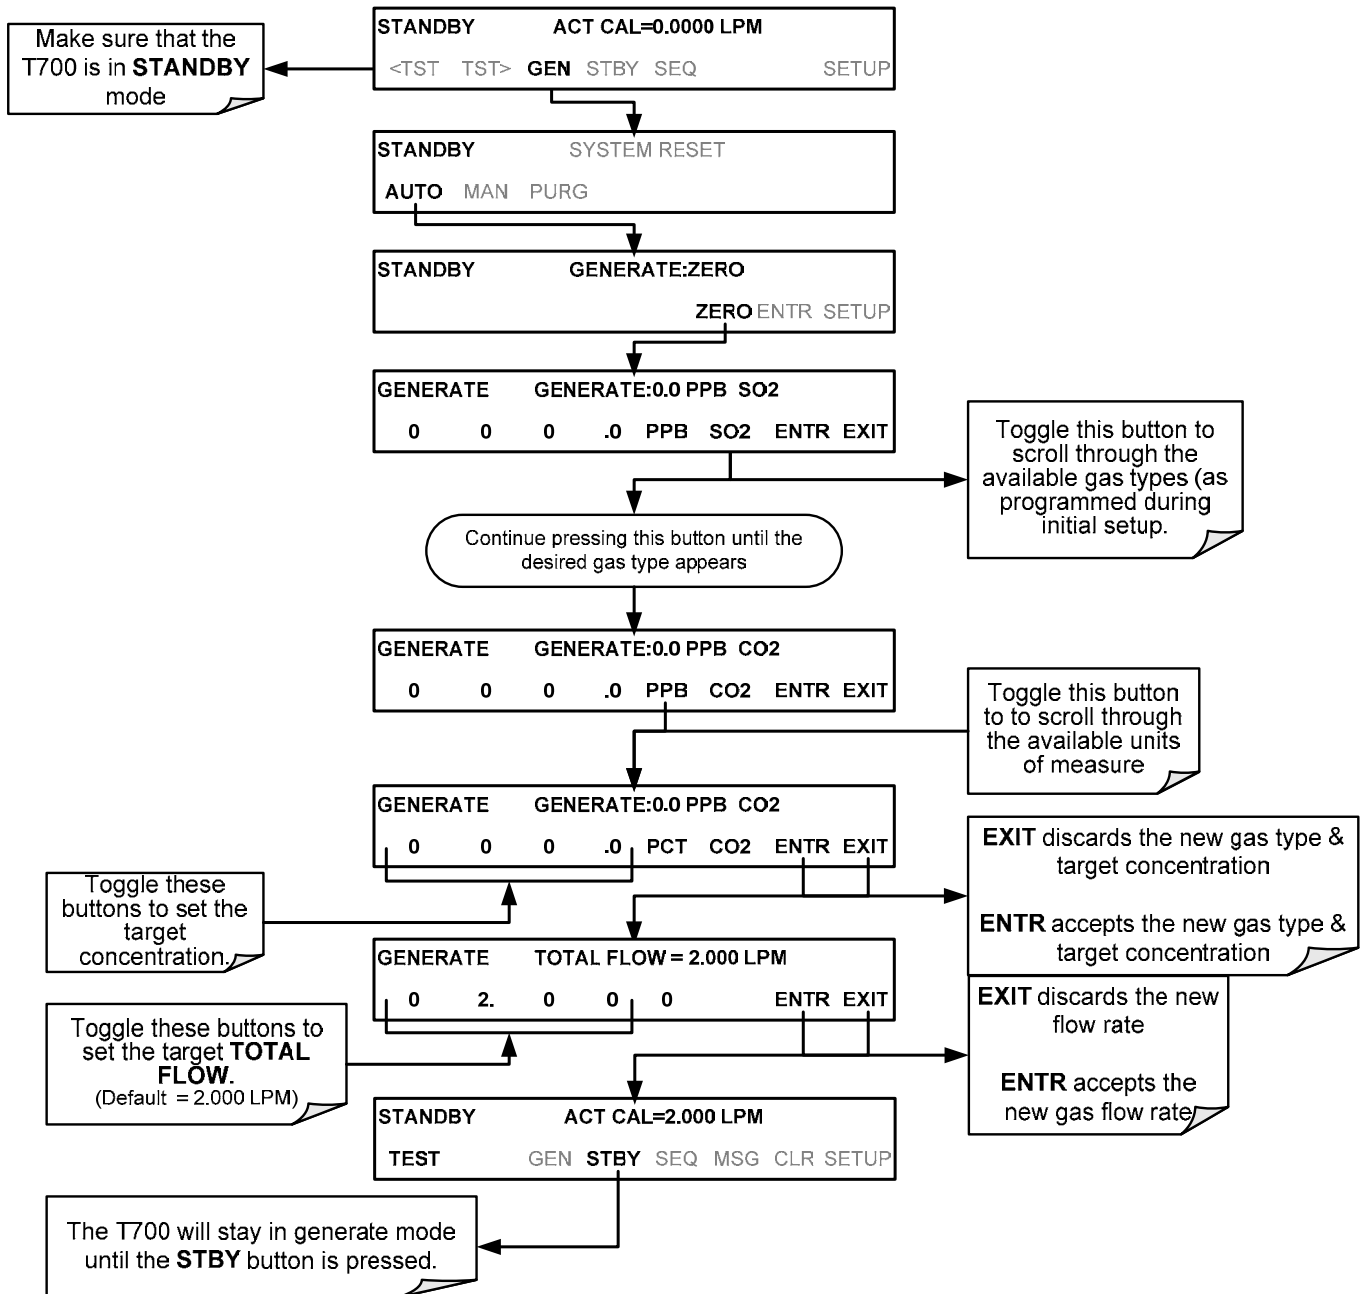 Make sure that the
T700 is in STANDBY
mode
STANDBY ACT CAL=0.0000 LPM
<TST TST> GEN STBY SEQ SETUP
STANDBY SYSTEM RESET
AUTO MAN PURG
STANDBY GENERATE:ZERO
ZERO ENTR SETUP
GENERATE GENERATE:0.0 PPB SO2
0 0 0 .0 PPB SO2 ENTR EXIT
Toggle this button to
scroll through the
available gas types (as
programmed during
initial setup.
Continue pressing this button until the
desired gas type appears
GENERATE GENERATE:0.0 PPB CO2
0 0 0 .0 PPB CO2 ENTR EXIT
Toggle this button
to to scroll through
the available units
of measure
GENERATE GENERATE:0.0 PPB CO2
0 0 0 .0 PCT CO2 ENTR EXIT
EXIT discards the new gas type &
target concentration
ENTR accepts the new gas type &
target concentration
Toggle these
buttons to set the
target
concentration.
GENERATE TOTAL FLOW = 2.000 LPM
0 2. 0 0 0 ENTR EXIT
EXIT discards the new
flow rate
ENTR accepts the
new gas flow rate
Toggle these buttons to
set the target TOTAL
FLOW.
(Default = 2.000 LPM)
STANDBY ACT CAL=2.000 LPM
TEST GEN STBY SEQ MSG CLR SETUP
The T700 will stay in generate mode
until the STBY button is pressed.